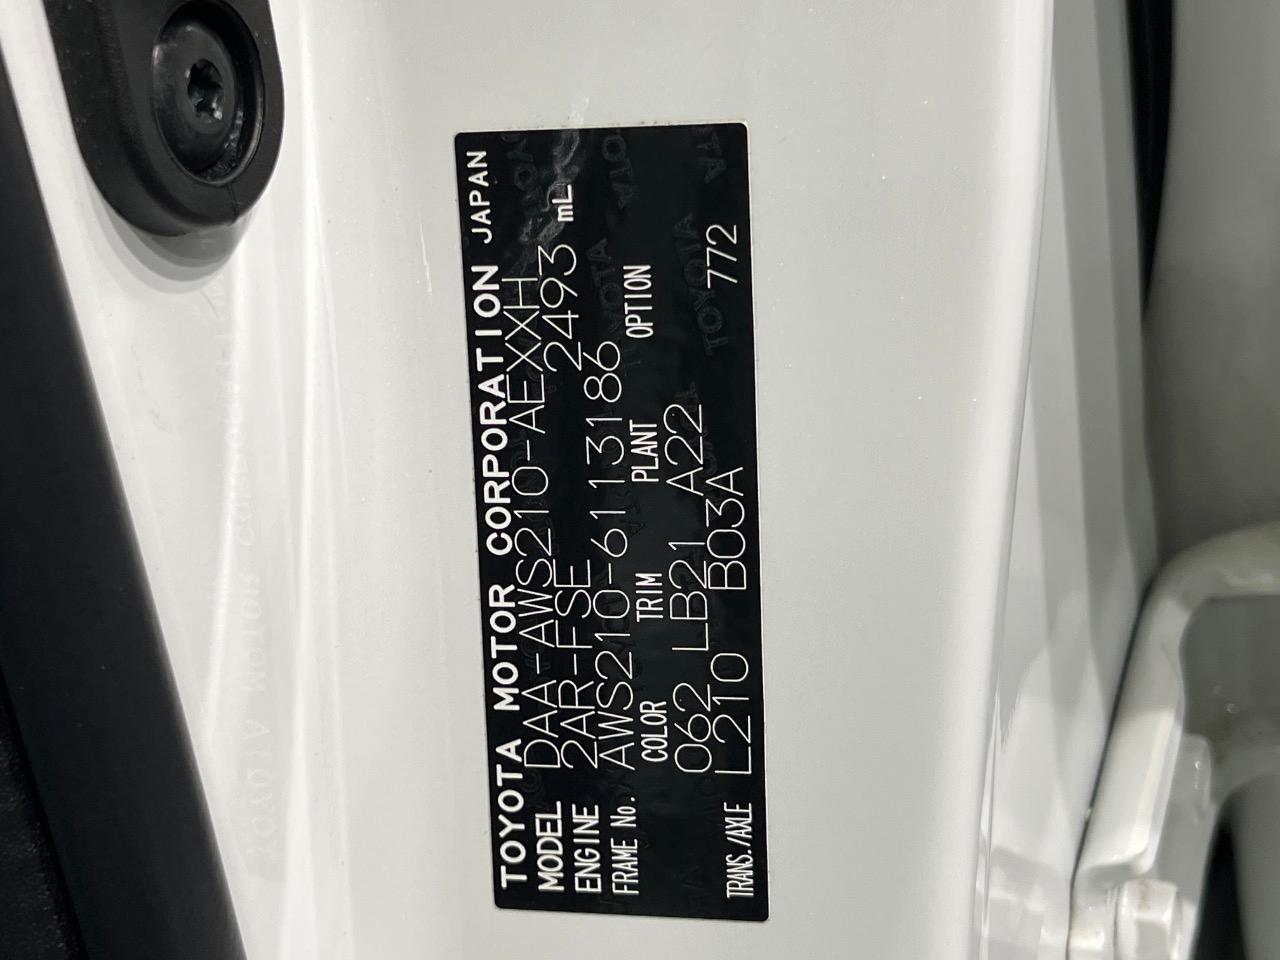 TOYOTA MOTOR CORPORATION JAPAN
MODEL DAA-AWS210-AEXXH
ENGINE 2AR-FSE 2493 mL
FRAME No. AWS210-6113186
COLOR TRIM PLANT OPTION
062 LB21 A22
TRANS./AXLE L210 B03A 772